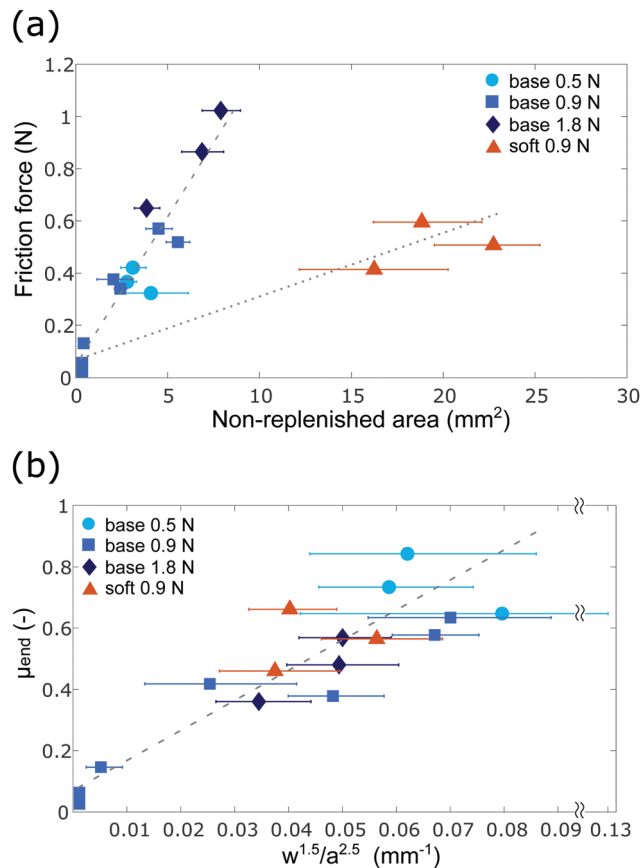 (a)
Friction force (N)
1.2
1
0.8
0.6
0.4
0.2
0
base 0.5 N
base 0.9 N
base 1.8 N
soft 0.9 N
0 5 10 15 20 25 30
Non-replenished area (mm²)
(b)
μend (-)
1
0.8
0.6
0.4
0.2
0
base 0.5 N
base 0.9 N
base 1.8 N
soft 0.9 N
0.01 0.02 0.03 0.04 0.05 0.06 0.07 0.08 0.09 0.13
w^1.5/a^2.5 (mm⁻¹)